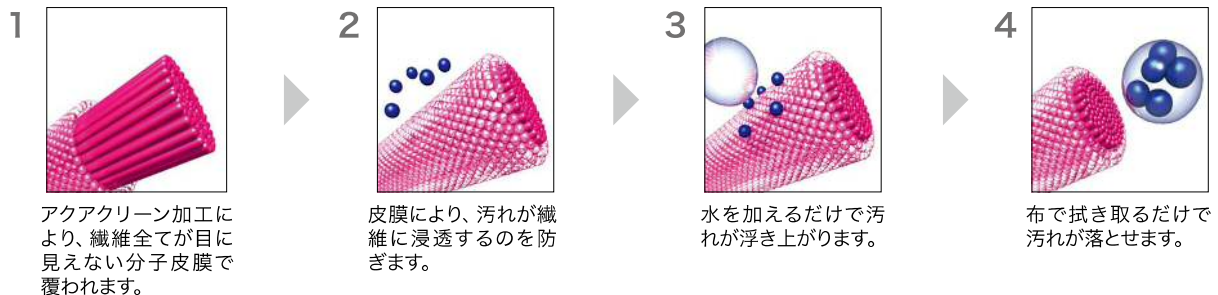 1
アクアクリーン加工に
より、繊維全てが目に
見えない分子皮膜で
覆われます。
2
皮膜により、汚れが繊
維に浸透するのを防
ぎます。
3
水を加えるだけで汚
れが浮き上がります。
4
布で拭き取るだけで
汚れが落とせます。